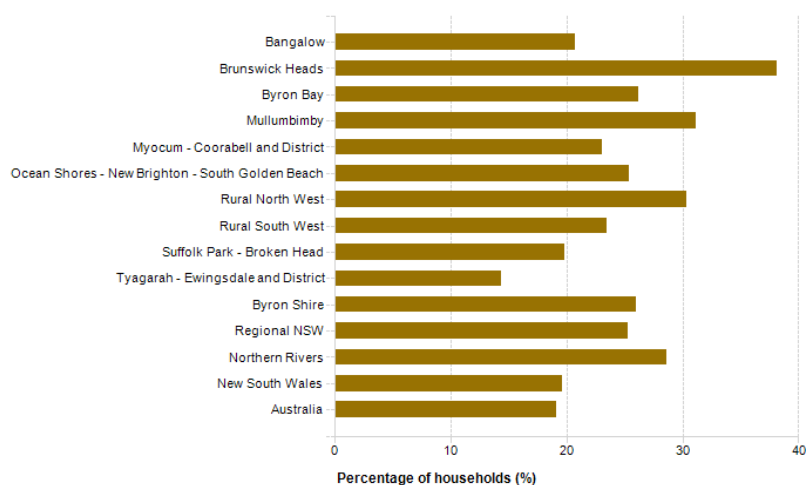 Bangalow
Brunswick Heads
Byron Bay
Mullumbimby
Myocum - Coorabell and District
Ocean Shores - New Brighton - South Golden Beach
Rural North West
Rural South West
Suffolk Park - Broken Head
Tyagarah - Ewingsdale and District
Byron Shire
Regional NSW
Northern Rivers
New South Wales
Australia
0 10 20 30 40
Percentage of households (%)